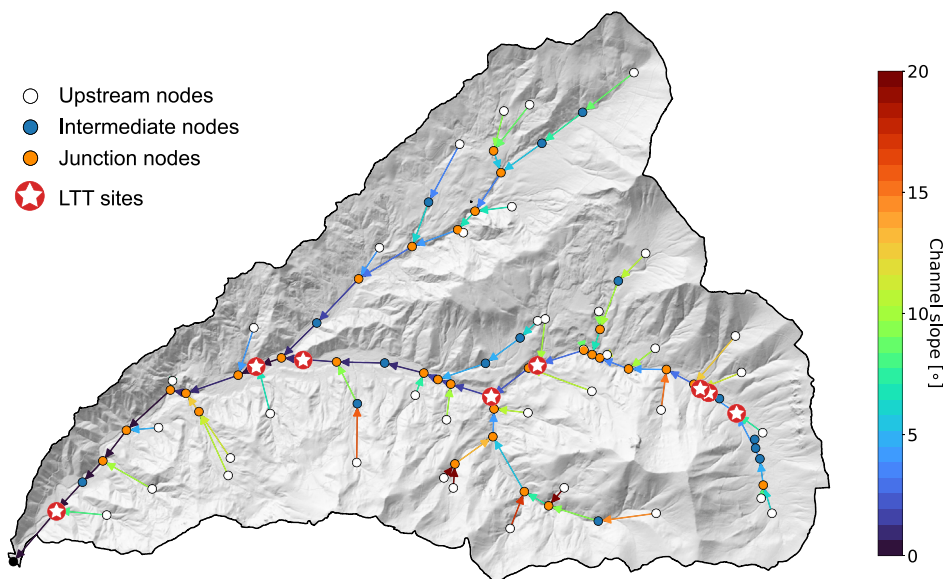 Upstream nodes
Intermediate nodes
Junction nodes
LTT sites
20
15
10
5
0
Channel slope [°]